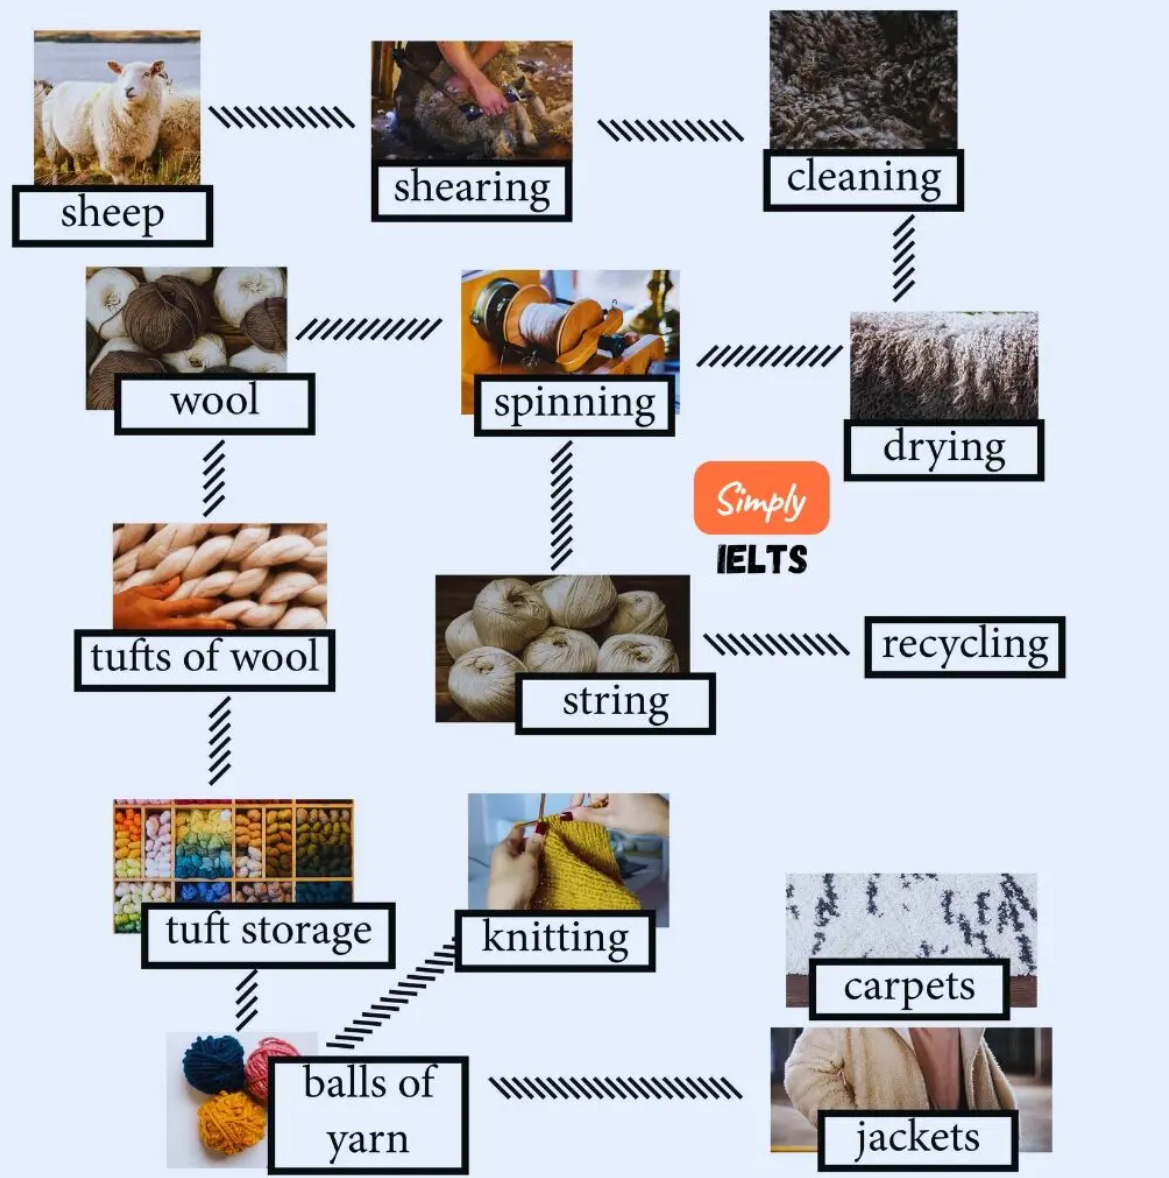 sheep
shearing
cleaning
wool
spinning
drying
Simply
IELTS
tufts of wool
string
recycling
tuft storage
knitting
carpets
balls of
yarn
jackets